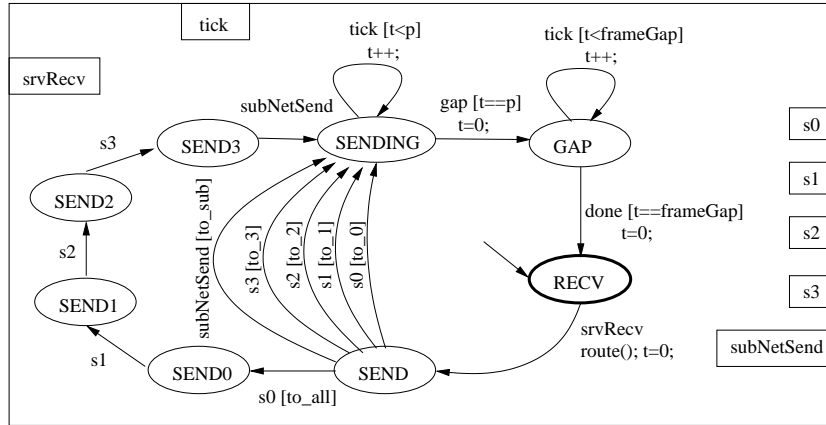 tick
tick [t<p]
t++;
tick [t<frameGap]
t++;
srvRecv
subNetSend
gap [t==p]
t=0;
s0
s3
SEND3
SENDING
GAP
s1
SEND2
s2
subNetSend [to_sub]
s3 [to_3]
s2 [to_2]
s1 [to_1]
s0 [to_0]
done [t==frameGap]
t=0;
s2
SEND1
RECV
s3
s1
srvRecv
route(); t=0;
subNetSend
SEND0
SEND
s0 [to_all]